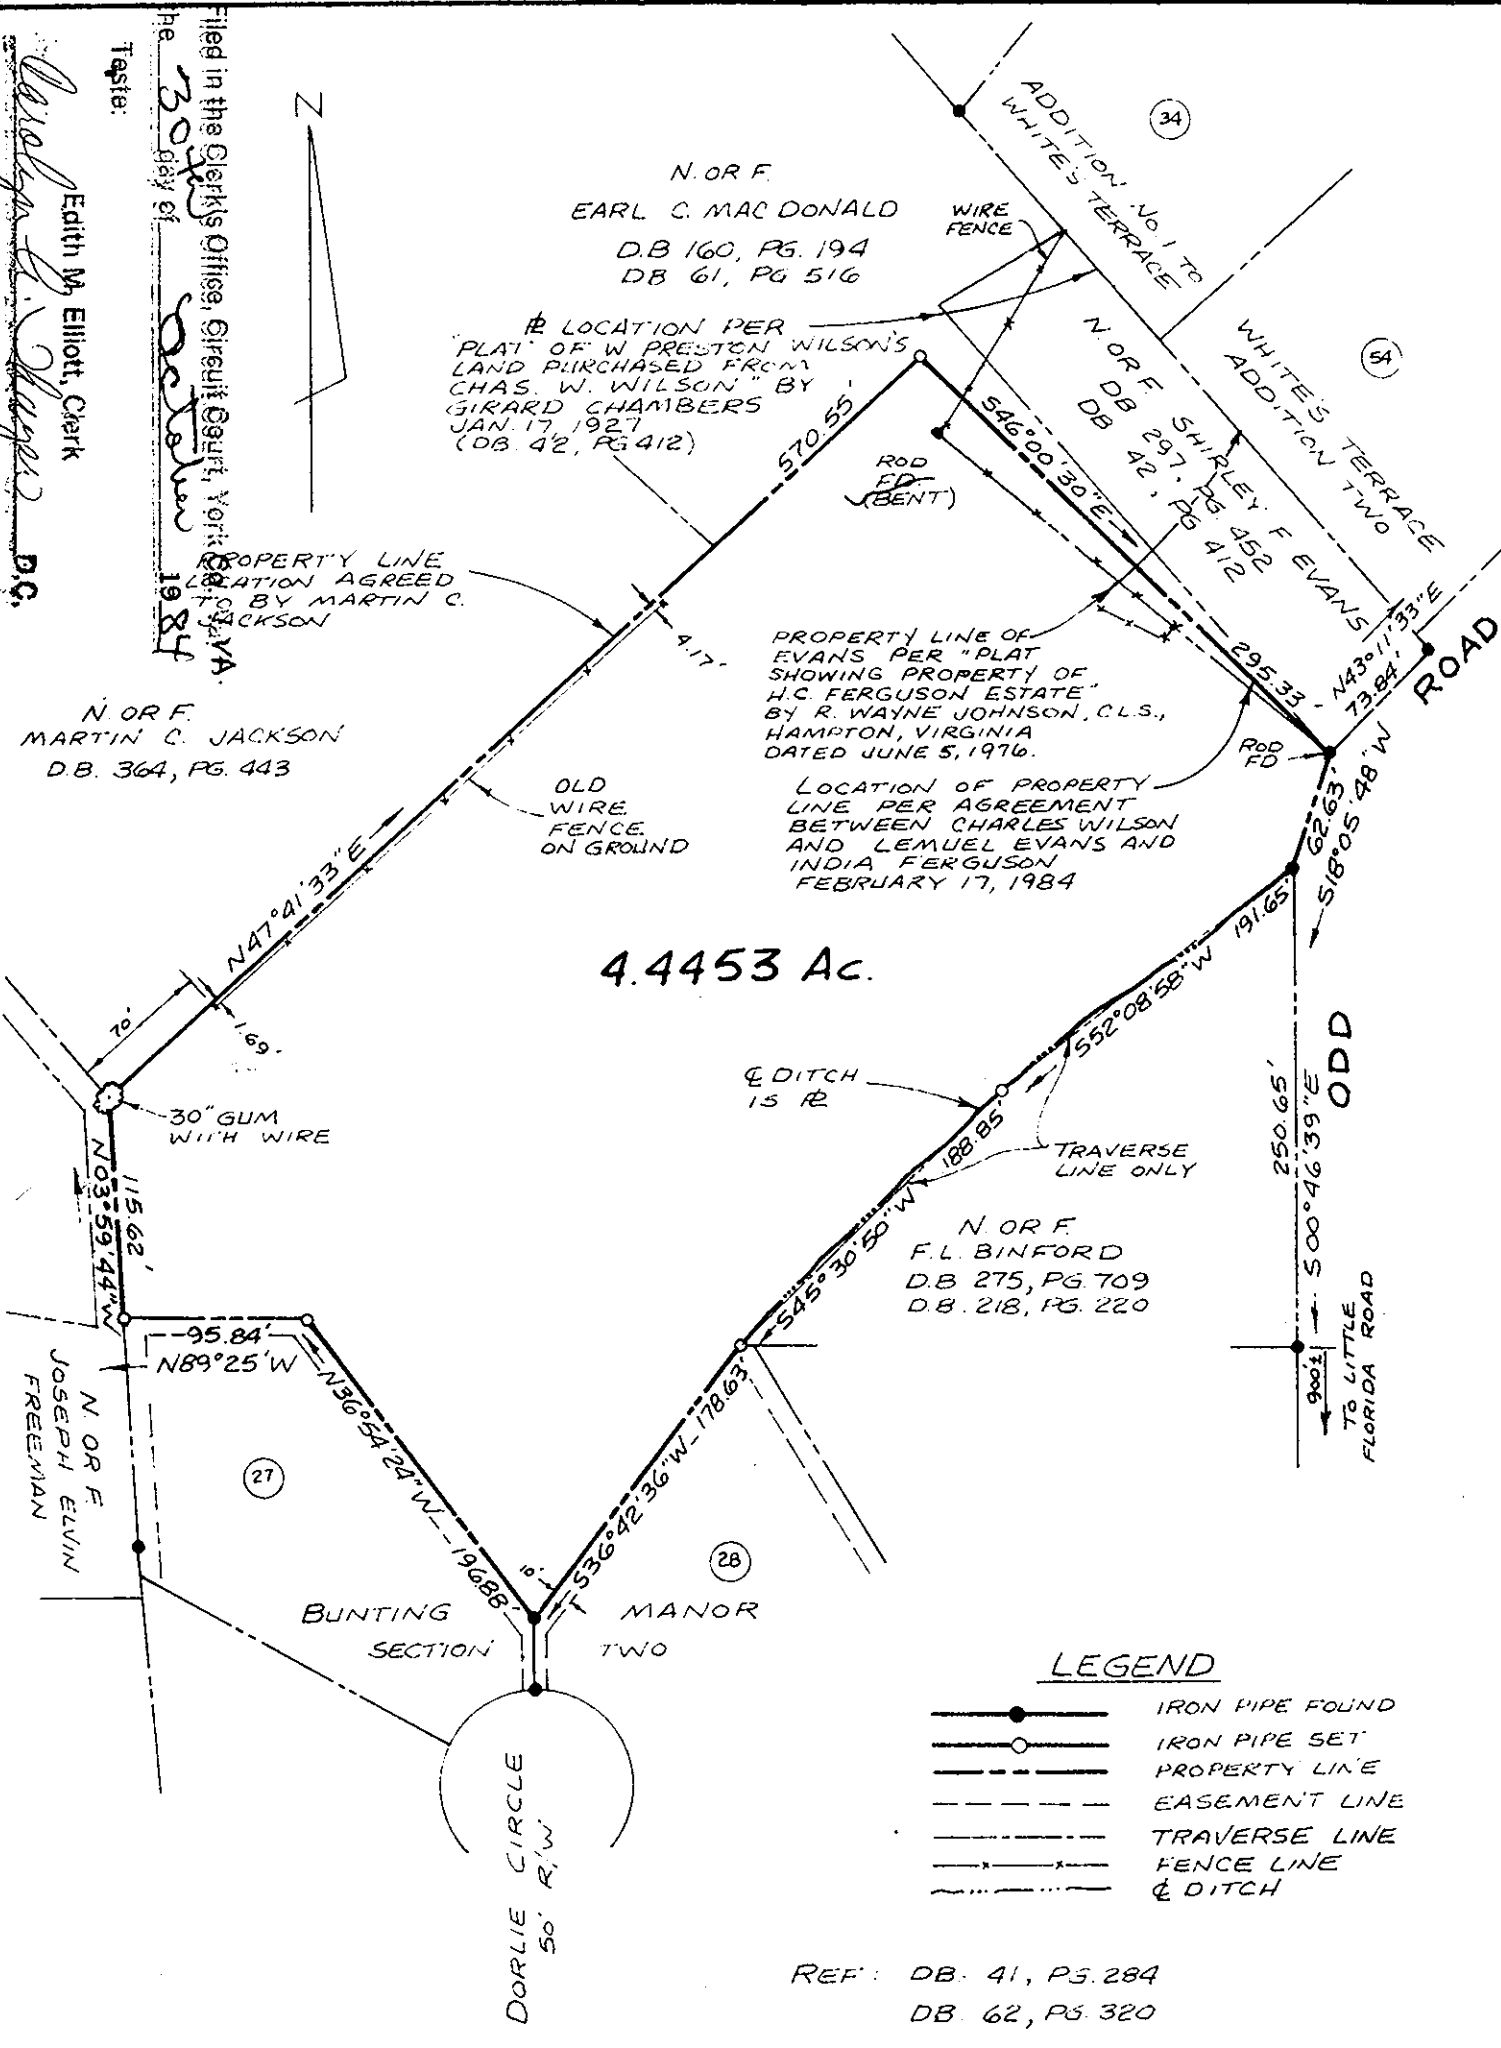 Filed in the Clerk's Office, Circuit Court, York Co., VA.
the 30th day of October 1984
Teste:
Edith M. Elliott, Clerk
D.C.
N
34
ADDITION No. 1 TO
WHITE'S TERRACE
N. OR F.
EARL C. MAC DONALD
D.B 160, PG. 194
DB 61, PG 516
WIRE
FENCE
54
WHITE'S TERRACE
ADDITION TWO
N. OR F. SHIRLEY F EVANS
DB 297, PG 452
DB 42, PG 412
℄ LOCATION PER
"PLAT OF W PRESTON WILSON'S
LAND PURCHASED FROM
CHAS. W. WILSON" BY
GIRARD CHAMBERS
JAN. 17, 1927
(DB. 42, PG 412)
570.55'
S46°00'30"E
295.33'
ROD
FD.
(BENT)
PROPERTY LINE
LOCATION AGREED
TO BY MARTIN C.
JACKSON
4.17'
N. OR F.
MARTIN C. JACKSON
D.B. 364, PG. 443
PROPERTY LINE OF
EVANS PER "PLAT
SHOWING PROPERTY OF
H.C. FERGUSON ESTATE"
BY R. WAYNE JOHNSON, C.L.S.,
HAMPTON, VIRGINIA
DATED JUNE 5, 1976.
N43°11'33"E
73.84'
ROAD
ROD
FD
62.63'
S18°05'48"W
LOCATION OF PROPERTY
LINE PER AGREEMENT
BETWEEN CHARLES WILSON
AND LEMUEL EVANS AND
INDIA FERGUSON
FEBRUARY 17, 1984
OLD
WIRE
FENCE
ON GROUND
N47°41'33"E
4.4453 Ac.
191.65'
S52°08'58"W
70'
1.69'
30" GUM
WITH WIRE
℄ DITCH
IS ℄
188.85'
S45°30'50"W
TRAVERSE
LINE ONLY
ODD
250.65'
S00°46'39"E
115.62'
N03°59'44"W
N. OR F.
F.L. BINFORD
D.B 275, PG. 709
D.B. 218, PG. 220
900'±
TO LITTLE
FLORIDA ROAD
95.84'
N89°25'W
N. OR F.
JOSEPH ELVIN
FREEMAN
N36°54'24"W - 196.88'
S36°42'36"W - 178.63'
27
28
10'
BUNTING MANOR
SECTION TWO
DORLIE CIRCLE
50' R/W
LEGEND
IRON PIPE FOUND
IRON PIPE SET
PROPERTY LINE
EASEMENT LINE
TRAVERSE LINE
FENCE LINE
℄ DITCH
REF: DB. 41, PG. 284
DB. 62, PG. 320